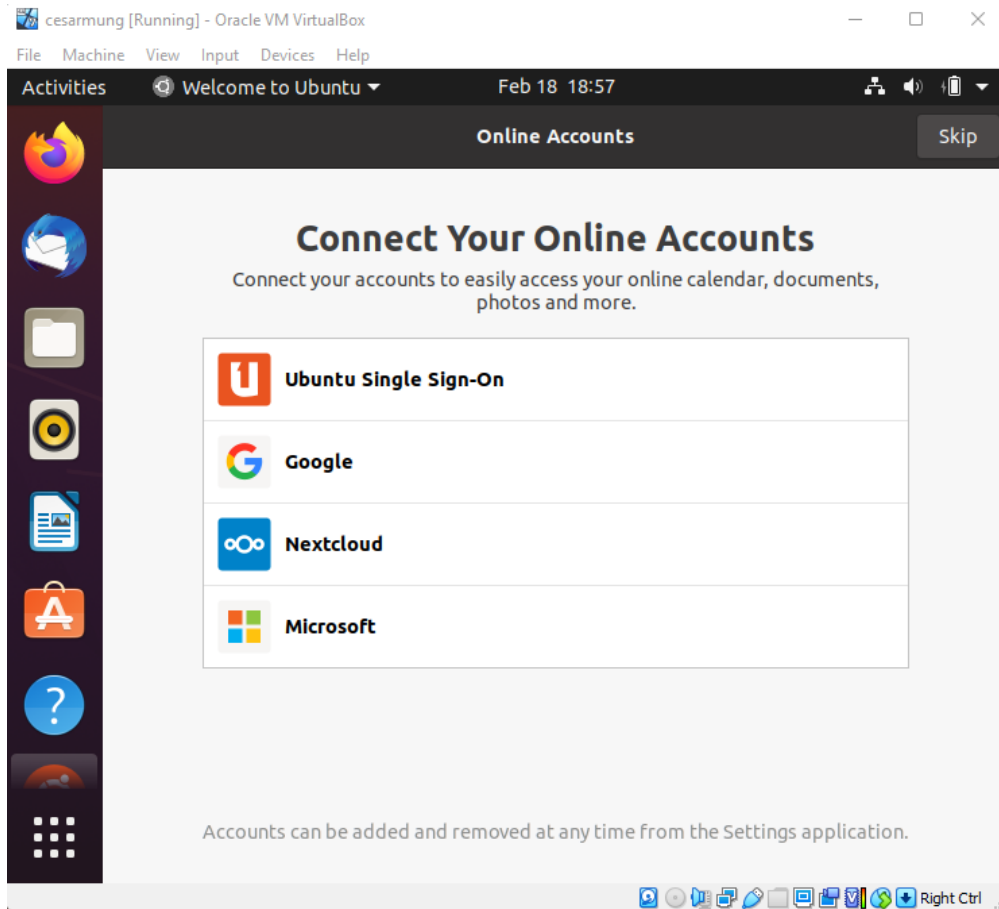 cesarmung [Running] - Oracle VM VirtualBox
File Machine View Input Devices Help
Activities Welcome to Ubuntu Feb 18 18:57
Online Accounts Skip
Connect Your Online Accounts
Connect your accounts to easily access your online calendar, documents,
photos and more.
Ubuntu Single Sign-On
Google
Nextcloud
Microsoft
Accounts can be added and removed at any time from the Settings application.
Right Ctrl